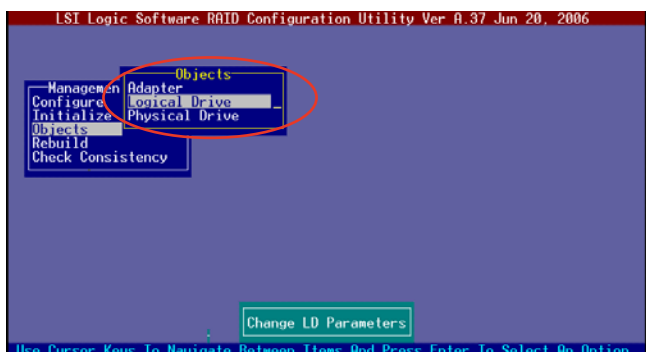 LSI Logic Software RAID Configuration Utility Ver A.37 Jun 20, 2006
Objects
Adapter
Logical Drive
Physical Drive
Managemen
Configure
Initialize
Objects
Rebuild
Check Consistency
Change LD Parameters
Use Cursor Keys To Navigate Between Items And Press Enter To Select An Option